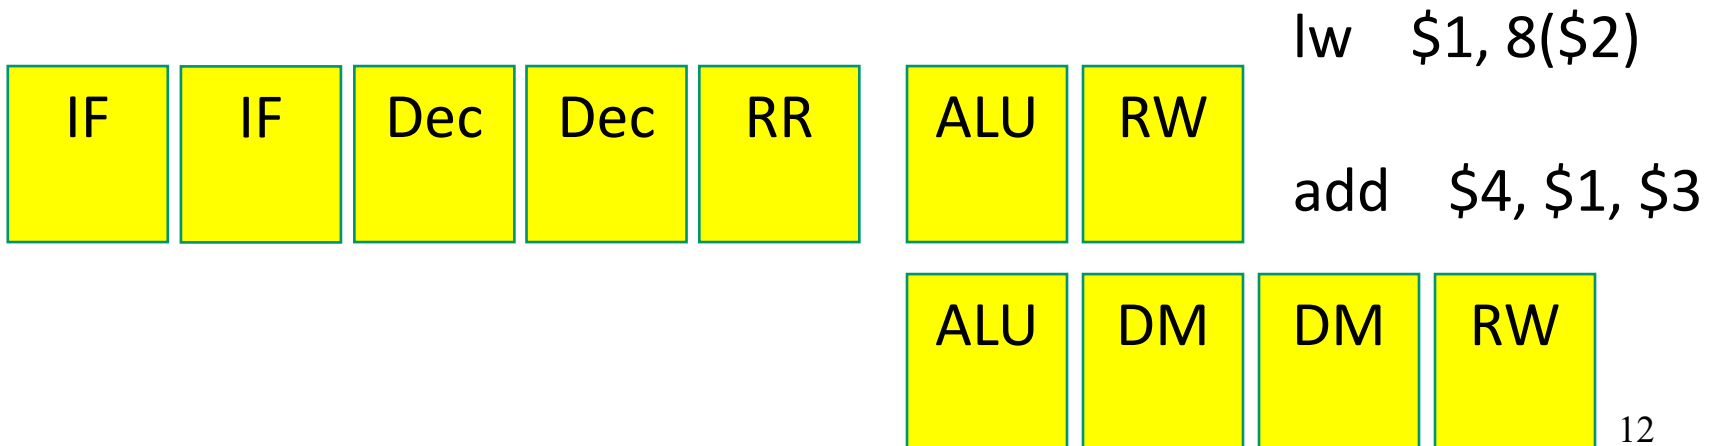 lw $1, 8($2)
IF IF Dec Dec RR ALU RW
add $4, $1, $3
ALU DM DM RW
12